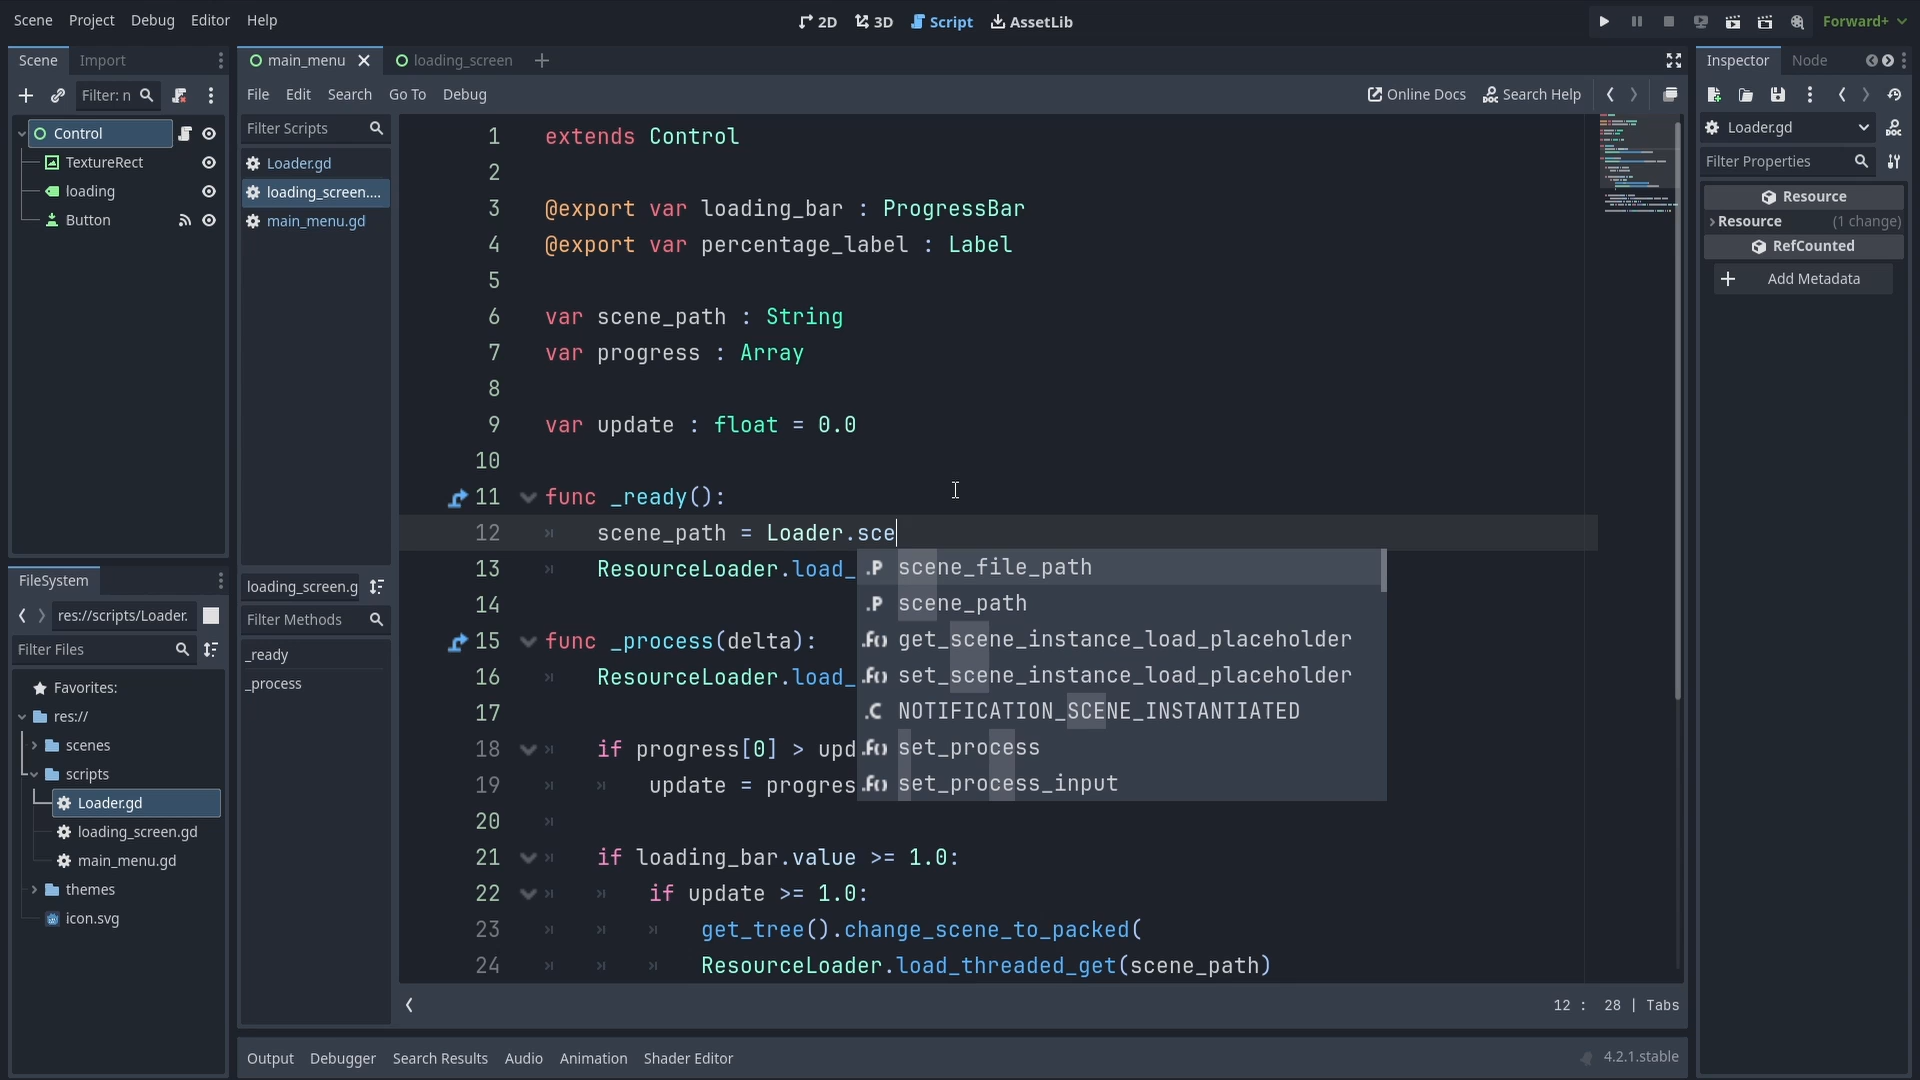 Scene Project Debug Editor Help
2D 3D Script AssetLib
Forward+
Scene Import
Filter: n
Control
TextureRect
loading
Button
FileSystem
res://scripts/Loader.
Filter Files
Favorites:
res://
scenes
scripts
Loader.gd
loading_screen.gd
main_menu.gd
themes
icon.svg
main_menu loading_screen
File Edit Search Go To Debug
Online Docs Search Help
Filter Scripts
Loader.gd
loading_screen....
main_menu.gd
loading_screen.g
Filter Methods
_ready
_process
1 extends Control
2
3 @export var loading_bar : ProgressBar
4 @export var percentage_label : Label
5
6 var scene_path : String
7 var progress : Array
8
9 var update : float = 0.0
10
11 func _ready():
12 scene_path = Loader.sce
13 ResourceLoader.load_
14
15 func _process(delta):
16 ResourceLoader.load_
17
18 if progress[0] > upd
19 update = progres
20
21 if loading_bar.value >= 1.0:
22 if update >= 1.0:
23 get_tree().change_scene_to_packed(
24 ResourceLoader.load_threaded_get(scene_path)
.P scene_file_path
.P scene_path
.f() get_scene_instance_load_placeholder
.f() set_scene_instance_load_placeholder
.C NOTIFICATION_SCENE_INSTANTIATED
.f() set_process
.f() set_process_input
12 : 28 | Tabs
Output Debugger Search Results Audio Animation Shader Editor
4.2.1.stable
Inspector Node
Loader.gd
Filter Properties
Resource
Resource (1 change)
RefCounted
Add Metadata